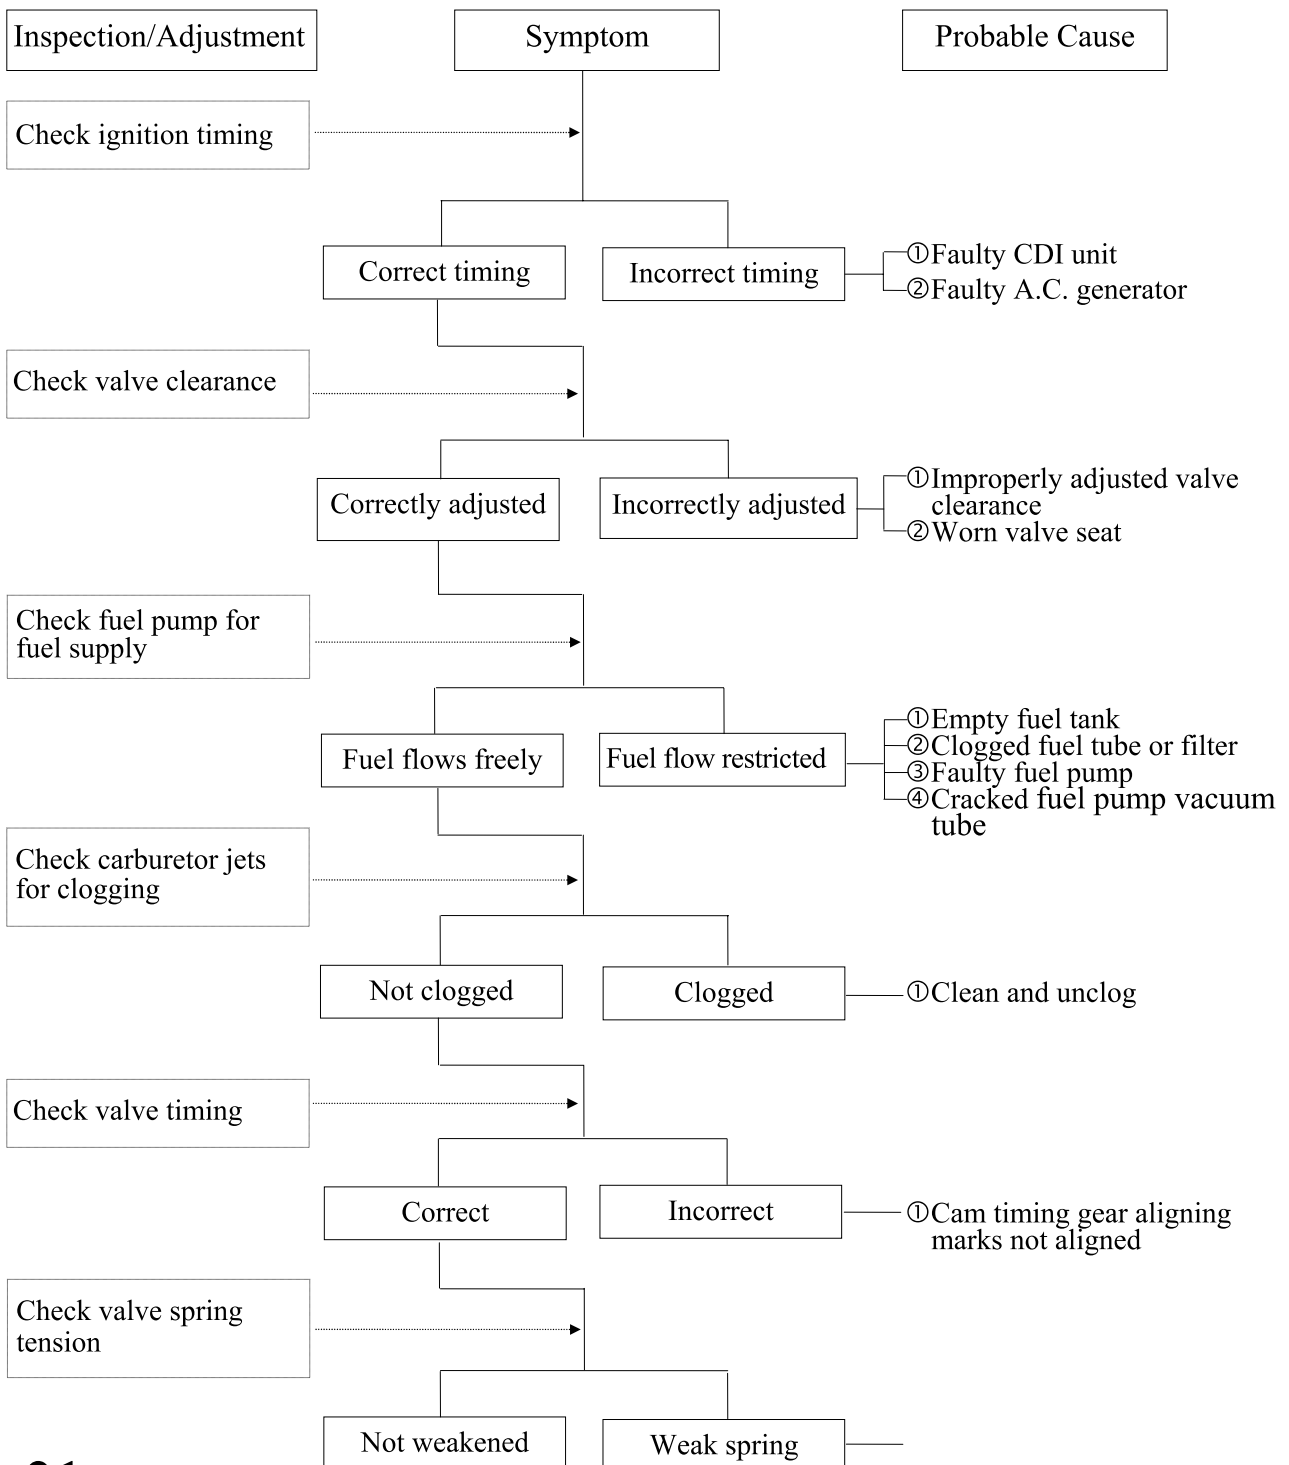 Inspection/Adjustment
Symptom
Probable Cause
Check ignition timing
Correct timing
Incorrect timing
①Faulty CDI unit
②Faulty A.C. generator
Check valve clearance
Correctly adjusted
Incorrectly adjusted
①Improperly adjusted valve
clearance
②Worn valve seat
Check fuel pump for
fuel supply
Fuel flows freely
Fuel flow restricted
①Empty fuel tank
②Clogged fuel tube or filter
③Faulty fuel pump
④Cracked fuel pump vacuum
tube
Check carburetor jets
for clogging
Not clogged
Clogged
①Clean and unclog
Check valve timing
Correct
Incorrect
①Cam timing gear aligning
marks not aligned
Check valve spring
tension
Not weakened
Weak spring